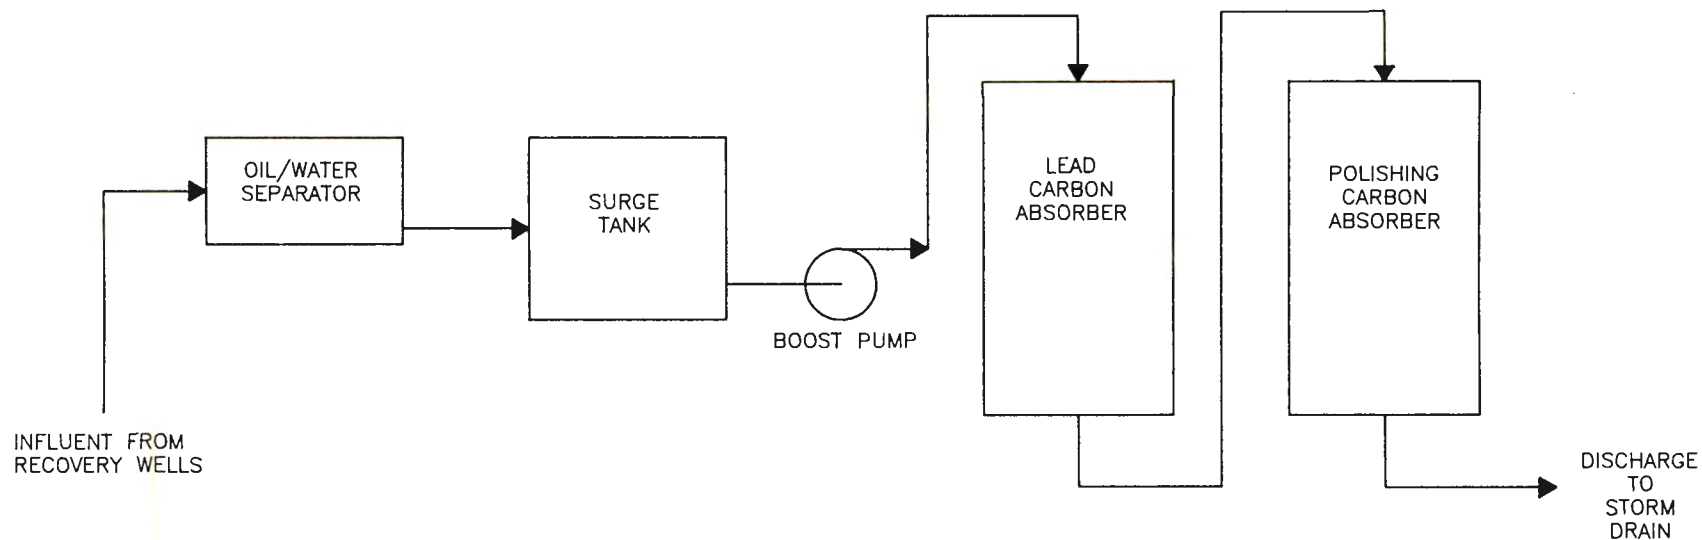 OIL/WATER
SEPARATOR
SURGE
TANK
LEAD
CARBON
ABSORBER
POLISHING
CARBON
ABSORBER
BOOST PUMP
INFLUENT FROM
RECOVERY WELLS
DISCHARGE
TO
STORM
DRAIN